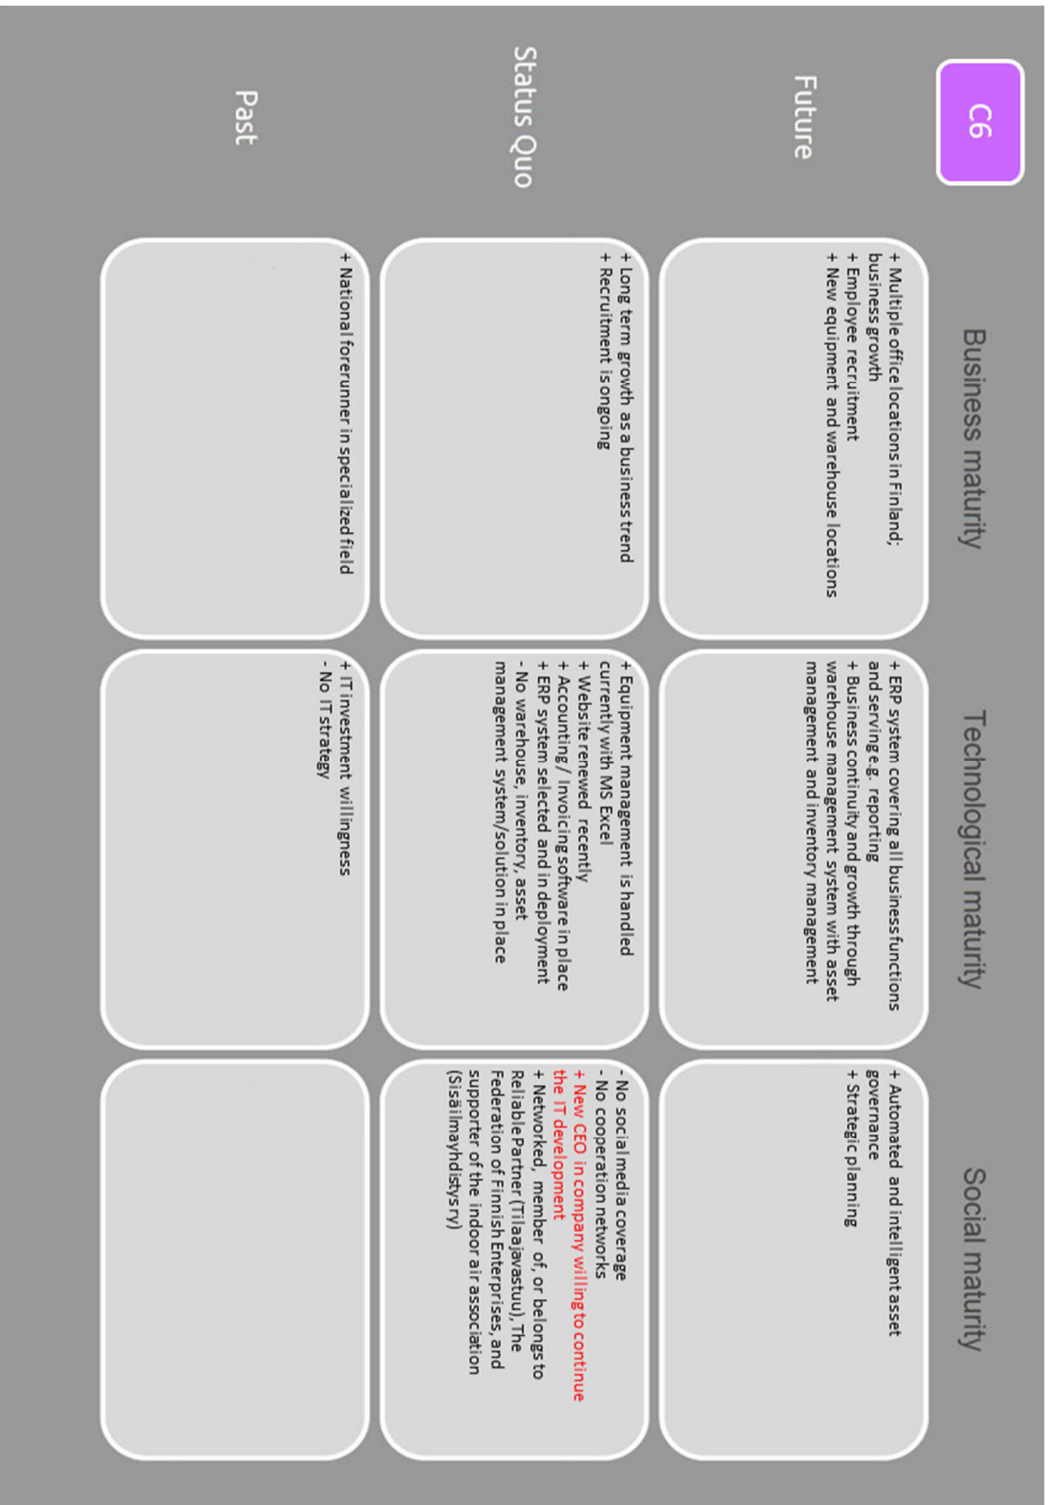 C6
Business maturity
Technological maturity
Social maturity
Future
+ Multiple office locations in Finland;
business growth
+ Employee recruitment
+ New equipment and warehouse locations
+ ERP system covering all business functions
and serving e.g. reporting
+ Business continuity and growth through
warehouse management system with asset
management and inventory management
+ Automated and intelligent asset
governance
+ Strategic planning
Status Quo
+ Long term growth as a business trend
+ Recruitment is ongoing
+ Equipment management is handled
currently with MS Excel
+ Website renewed recently
+ Accounting / Invoicing software in place
+ ERP system selected and in deployment
- No warehouse, inventory, asset
management system/solution in place
- No social media coverage
- No cooperation networks
+ New CEO in company willing to continue
the IT development
+ Networked, member of, or belongs to
Reliable Partner (Tilaajavastuu), The
Federation of Finnish Enterprises, and
supporter of the indoor air association
(Sisäilmayhdistys ry)
Past
+ National forerunner in specialized field
+ IT investment willingness
- No IT strategy